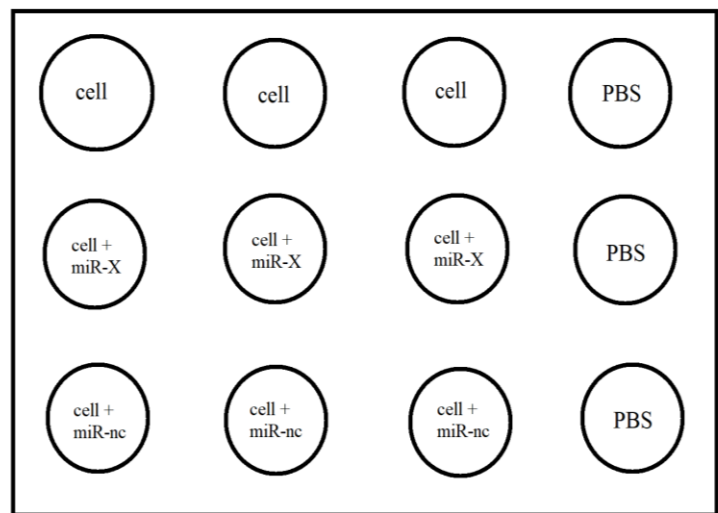 cell
cell
cell
PBS
cell +
miR-X
cell +
miR-X
cell +
miR-X
PBS
cell +
miR-nc
cell +
miR-nc
cell +
miR-nc
PBS